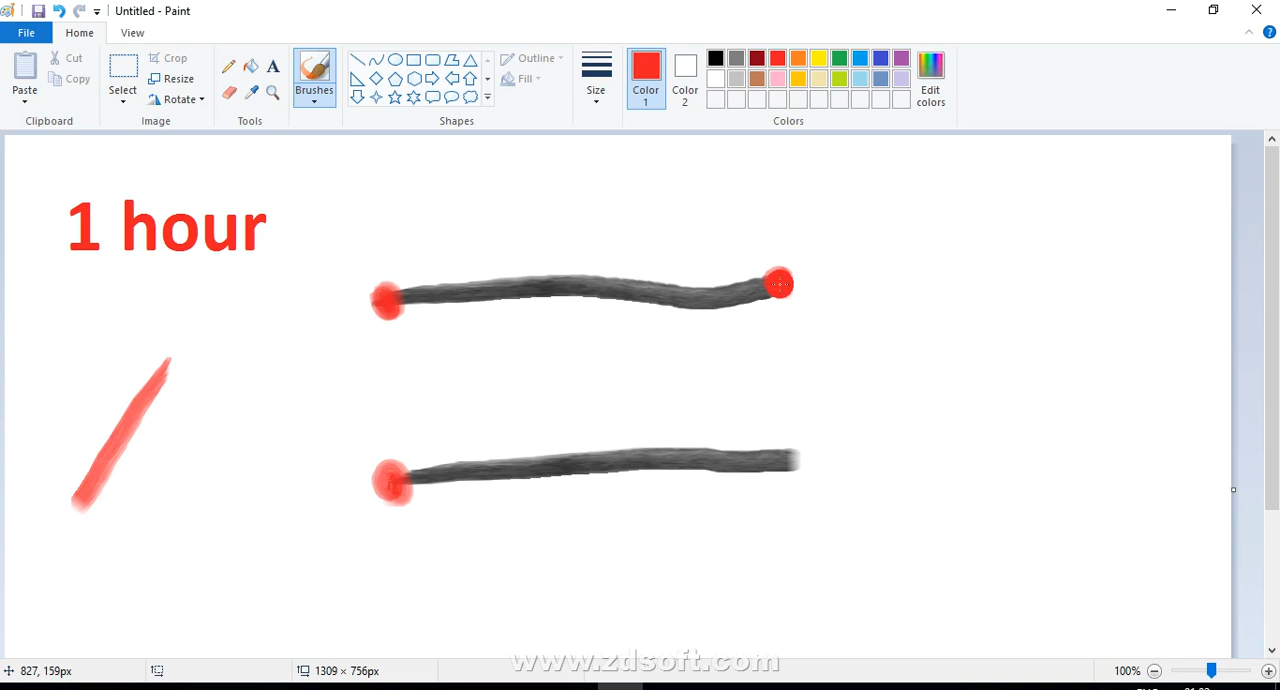 Untitled - Paint
File
Home
View
Paste
Cut
Copy
Clipboard
Select
Crop
Resize
Rotate
Image
A
Tools
Brushes
Outline
Fill
Shapes
Size
Color
1
Color
2
Edit
colors
Colors
1 hour
827, 159px
1309 × 756px
www.zdsoft.com
100%